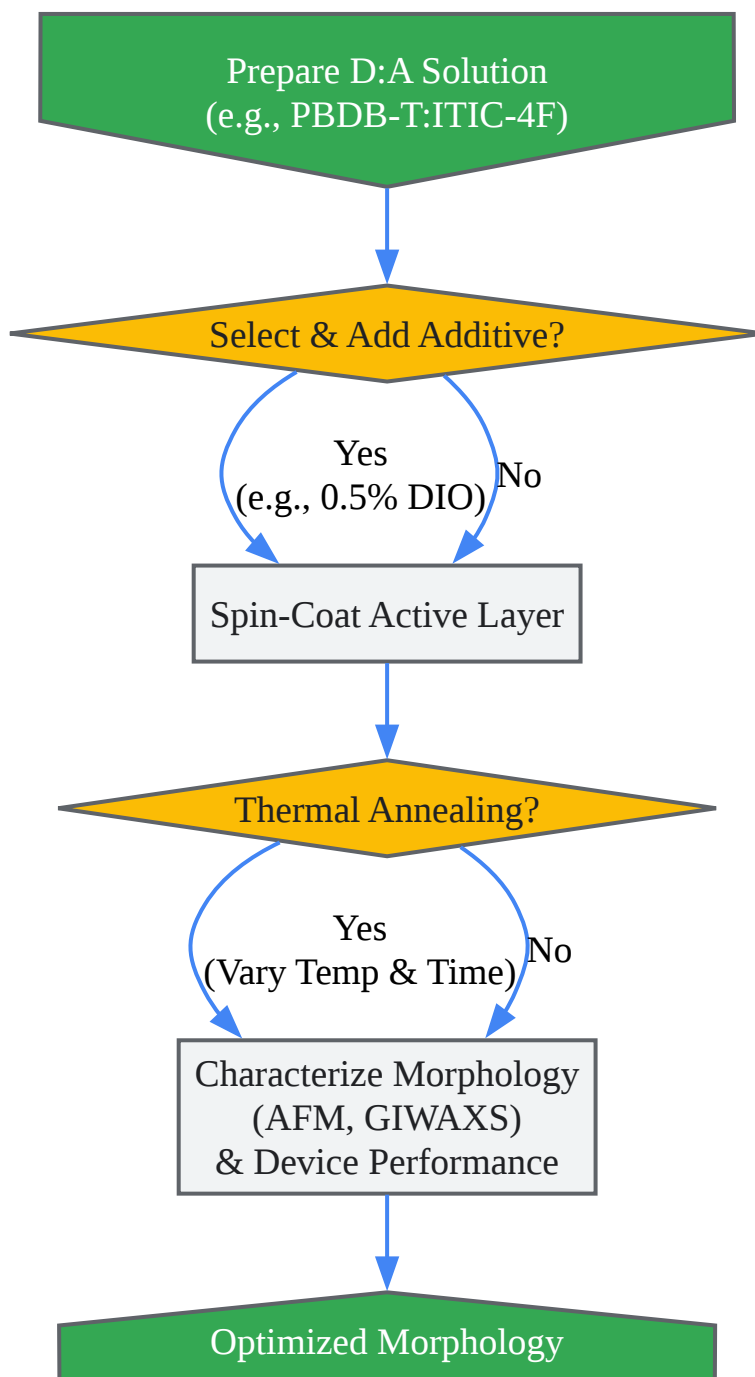 Prepare D:A Solution
(e.g., PBDB-T:ITIC-4F)
Select & Add Additive?
Yes
(e.g., 0.5% DIO)
No
Spin-Coat Active Layer
Thermal Annealing?
Yes
(Vary Temp & Time)
No
Characterize Morphology
(AFM, GIWAXS)
& Device Performance
Optimized Morphology